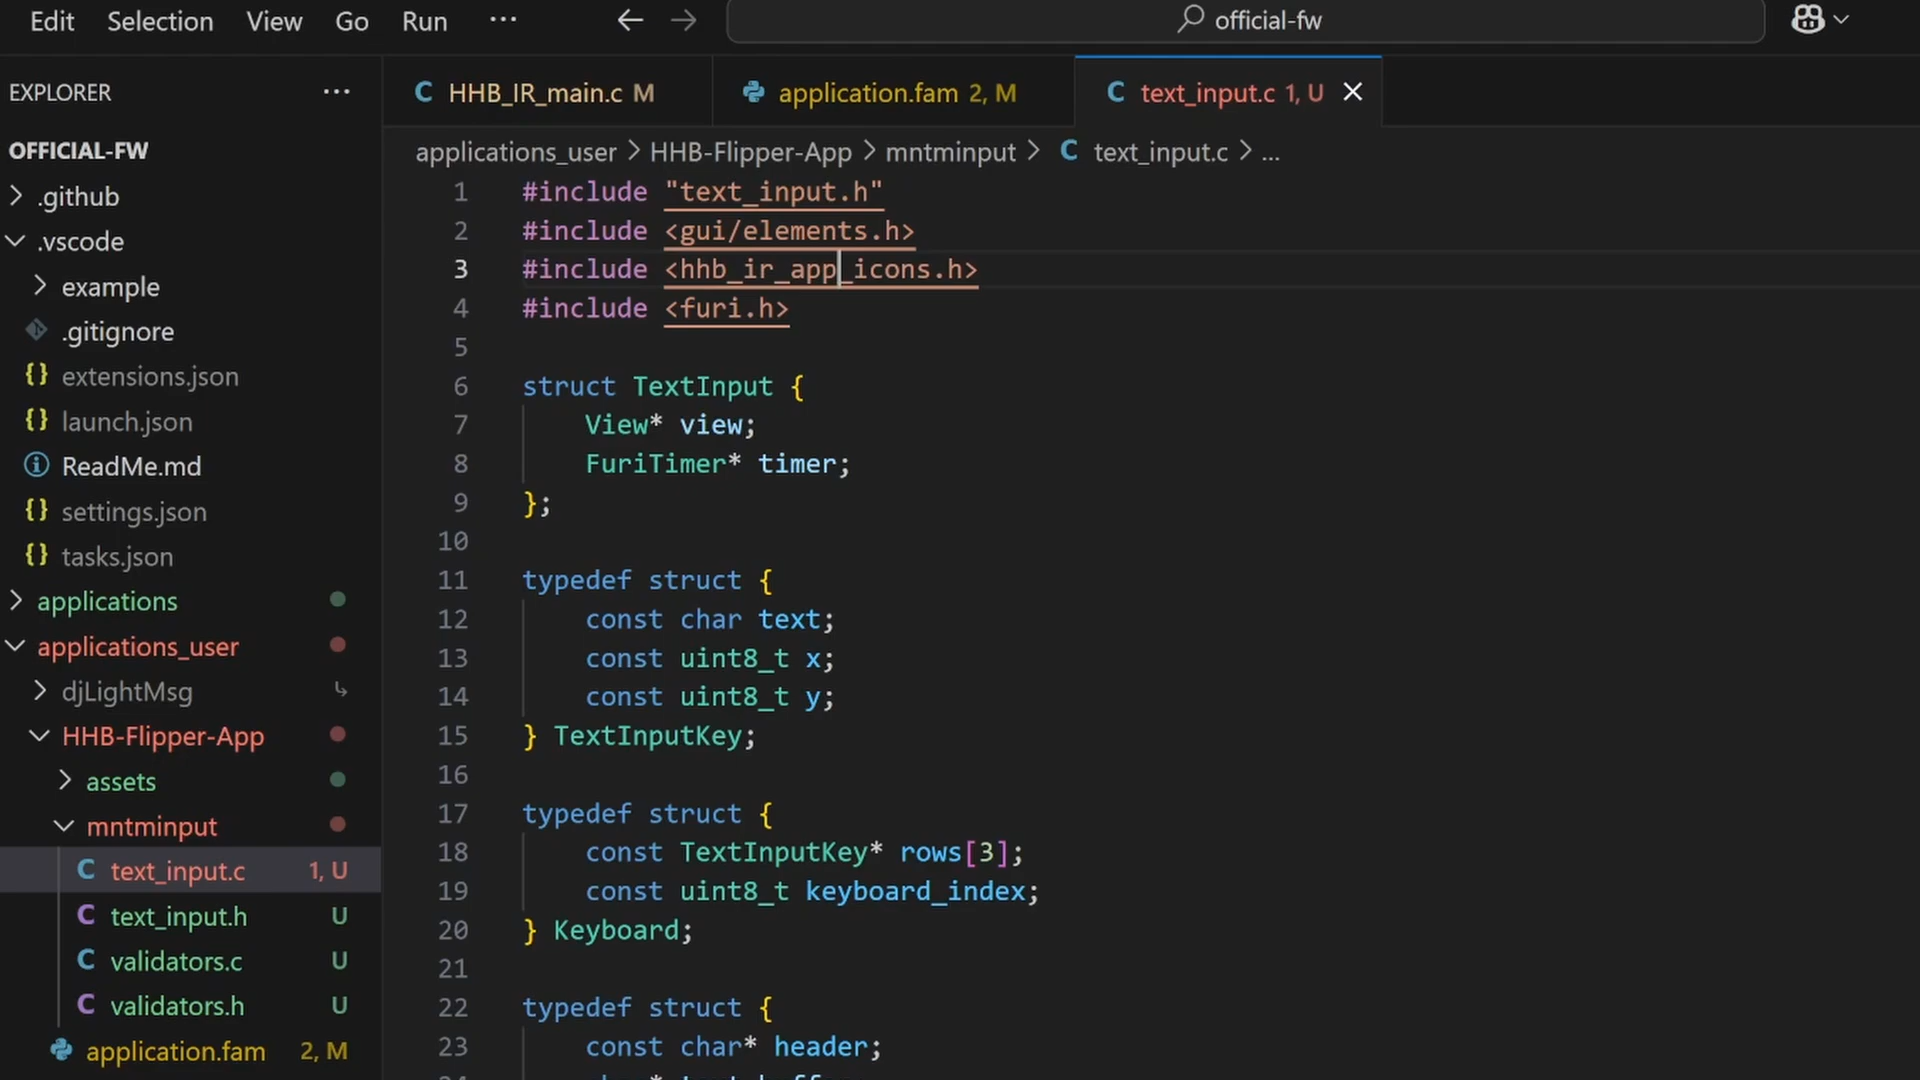 Edit Selection View Go Run ...
official-fw
EXPLORER ...
OFFICIAL-FW
.github
.vscode
example
.gitignore
extensions.json
launch.json
ReadMe.md
settings.json
tasks.json
applications
applications_user
djLightMsg
HHB-Flipper-App
assets
mntminput
text_input.c 1, U
text_input.h U
validators.c U
validators.h U
application.fam 2, M
HHB_IR_main.c M
application.fam 2, M
text_input.c 1, U
applications_user > HHB-Flipper-App > mntminput > C text_input.c > ...
1 #include "text_input.h"
2 #include <gui/elements.h>
3 #include <hhb_ir_app_icons.h>
4 #include <furi.h>
5
6 struct TextInput {
7 View* view;
8 FuriTimer* timer;
9 };
10
11 typedef struct {
12 const char text;
13 const uint8_t x;
14 const uint8_t y;
15 } TextInputKey;
16
17 typedef struct {
18 const TextInputKey* rows[3];
19 const uint8_t keyboard_index;
20 } Keyboard;
21
22 typedef struct {
23 const char* header;